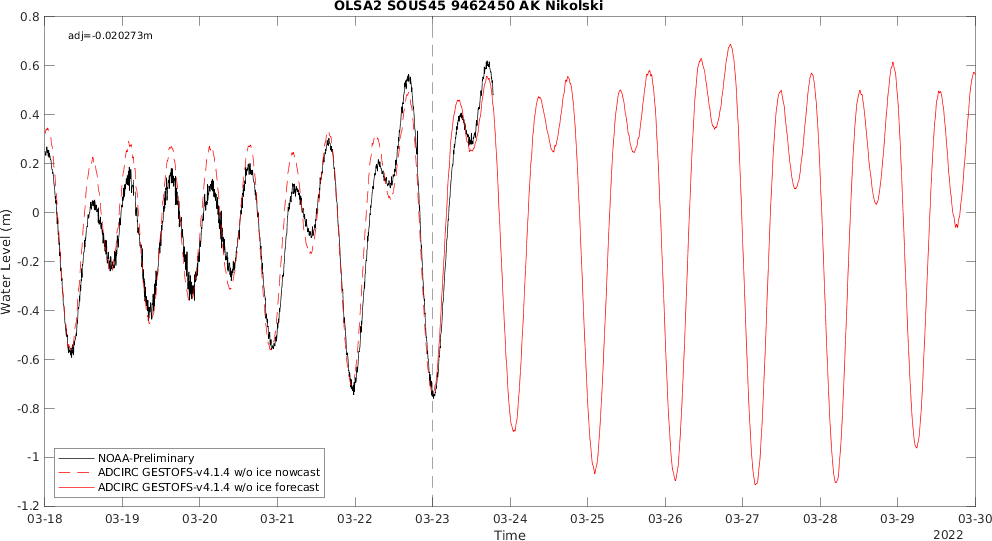 OLSA2 SOUS45 9462450 AK Nikolski
adj=-0.020273m
Water Level (m)
0.8
0.6
0.4
0.2
0
-0.2
-0.4
-0.6
-0.8
-1
-1.2
NOAA-Preliminary
ADCIRC GESTOFS-v4.1.4 w/o ice nowcast
ADCIRC GESTOFS-v4.1.4 w/o ice forecast
03-18 03-19 03-20 03-21 03-22 03-23 03-24 03-25 03-26 03-27 03-28 03-29 03-30
Time
2022